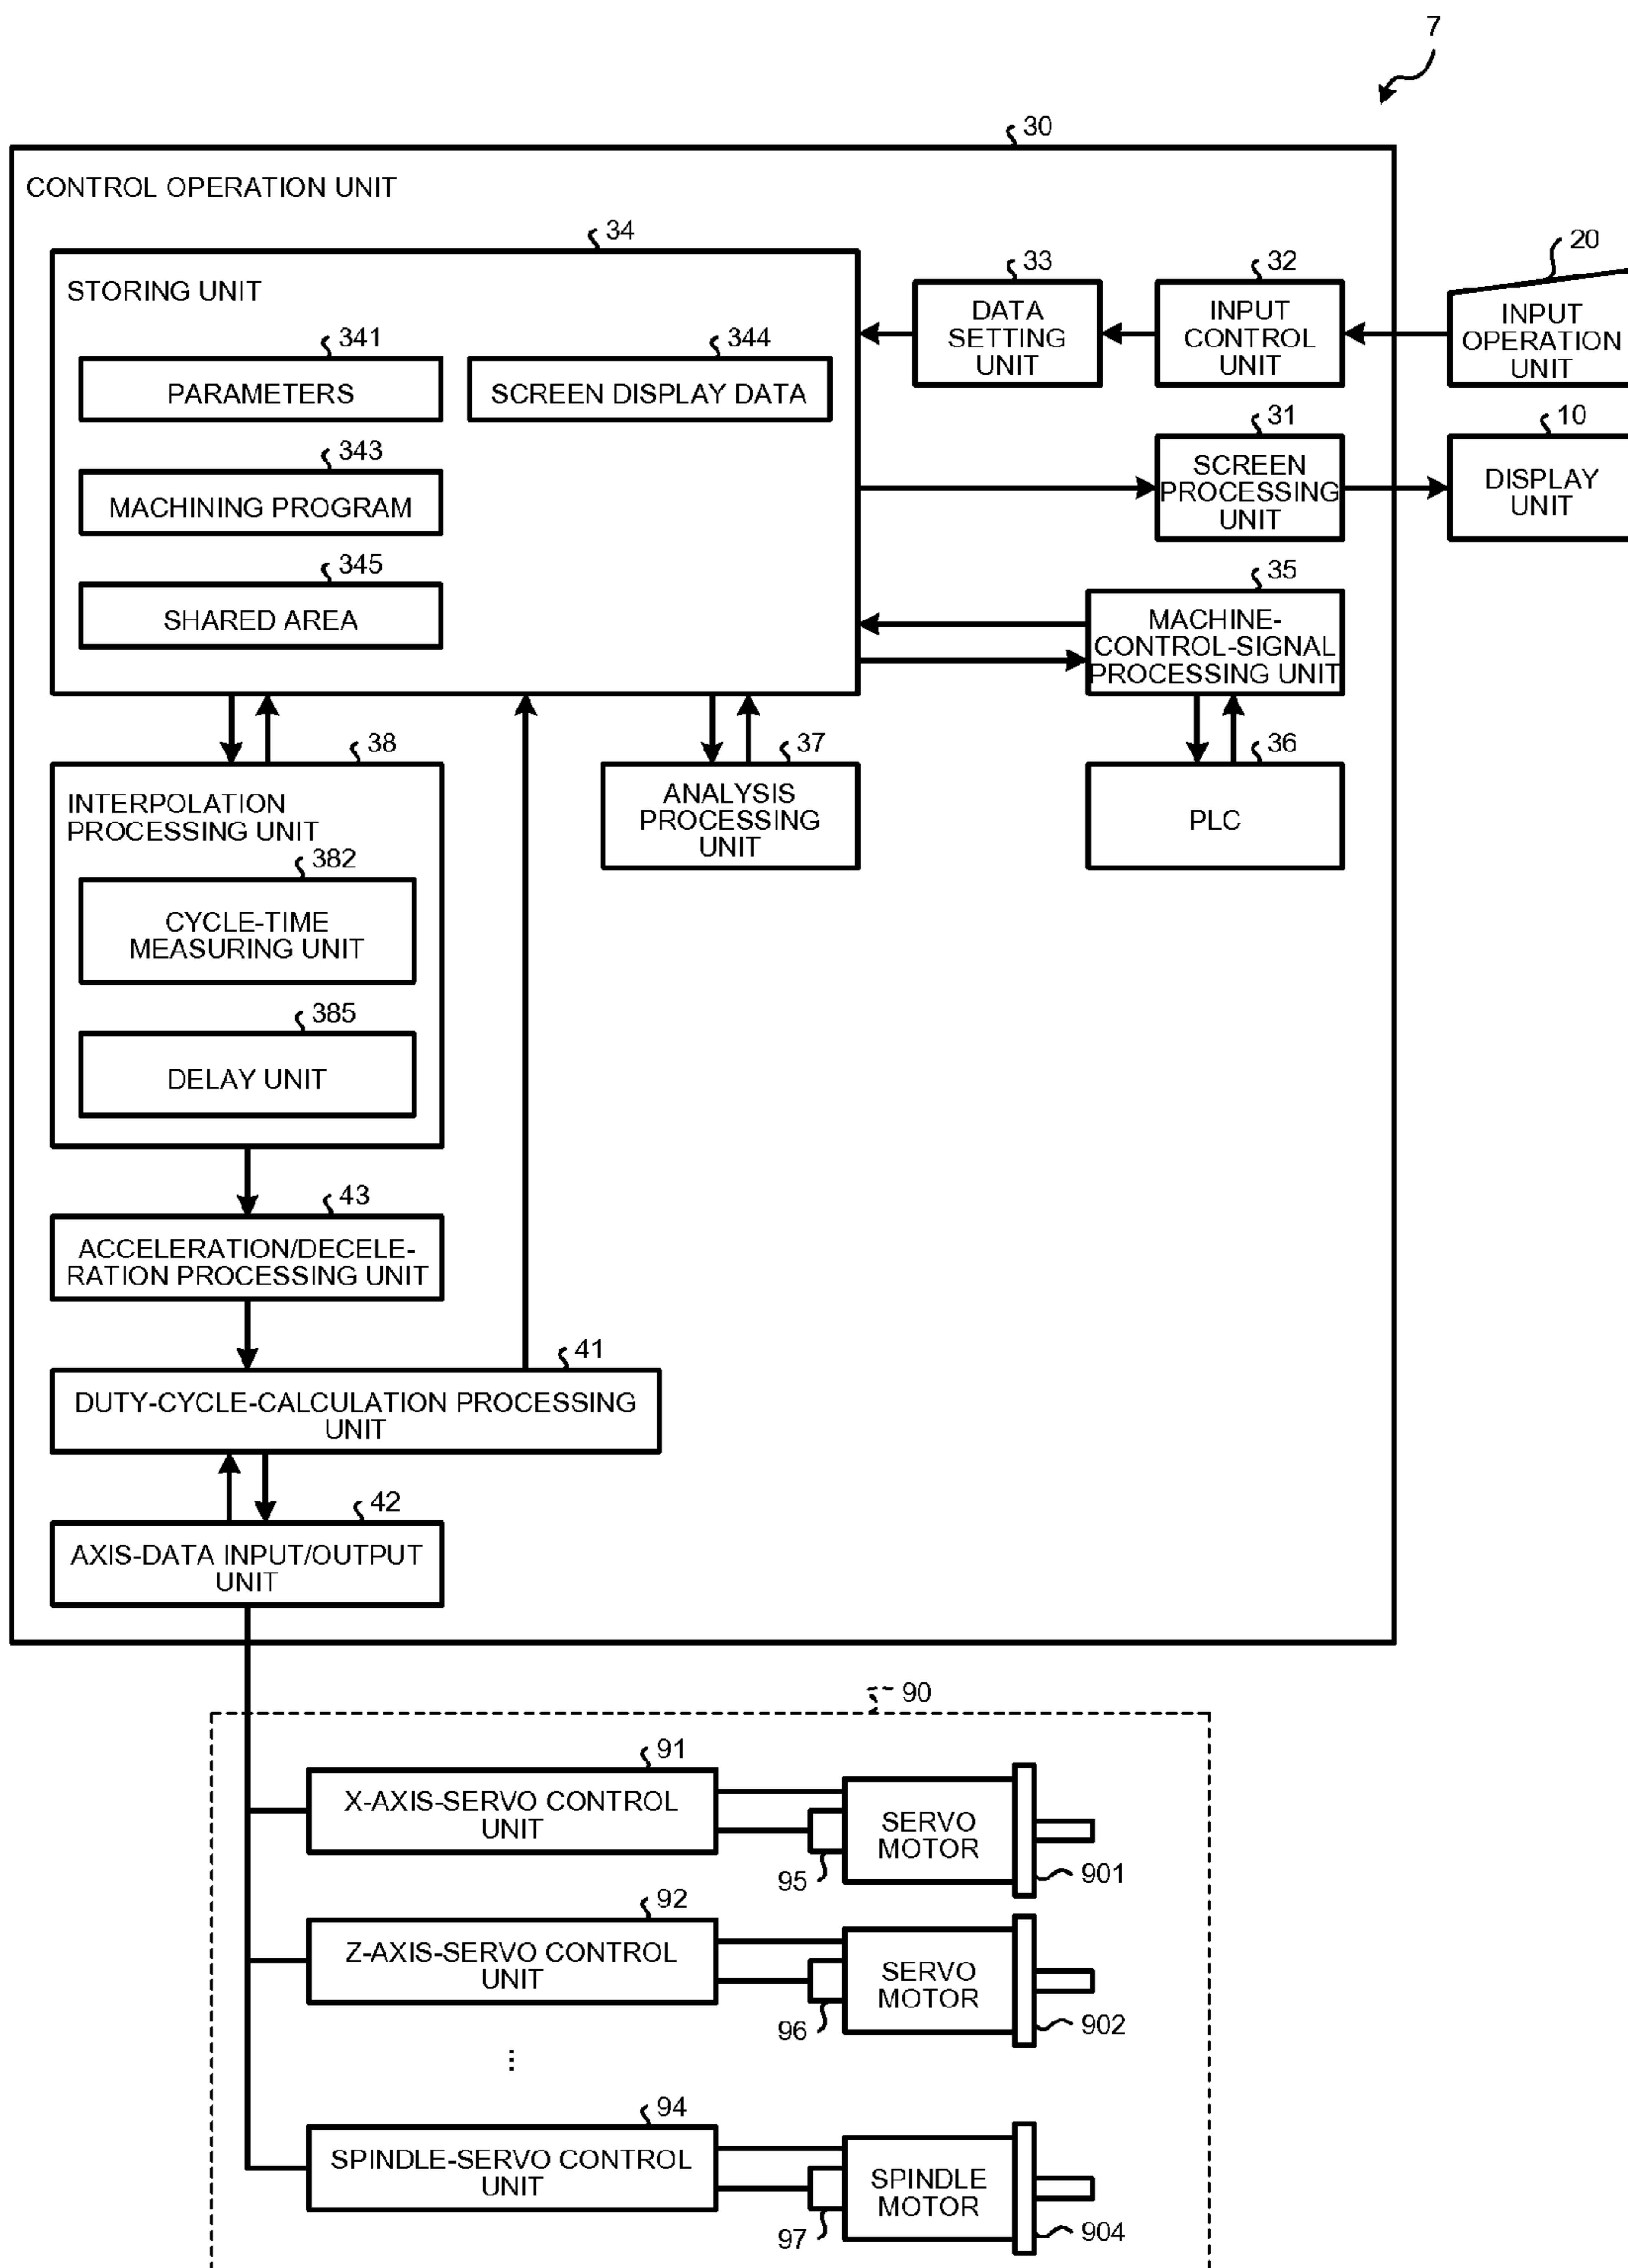 7
30
CONTROL OPERATION UNIT
34
STORING UNIT
341
PARAMETERS
344
SCREEN DISPLAY DATA
343
MACHINING PROGRAM
345
SHARED AREA
33
DATA
SETTING
UNIT
32
INPUT
CONTROL
UNIT
20
INPUT
OPERATION
UNIT
31
SCREEN
PROCESSING
UNIT
10
DISPLAY
UNIT
35
MACHINE-
CONTROL-SIGNAL
PROCESSING UNIT
38
INTERPOLATION
PROCESSING UNIT
382
CYCLE-TIME
MEASURING UNIT
385
DELAY UNIT
37
ANALYSIS
PROCESSING
UNIT
36
PLC
43
ACCELERATION/DECELE-
RATION PROCESSING UNIT
41
DUTY-CYCLE-CALCULATION PROCESSING
UNIT
42
AXIS-DATA INPUT/OUTPUT
UNIT
90
91
X-AXIS-SERVO CONTROL
UNIT
95
SERVO
MOTOR
901
92
Z-AXIS-SERVO CONTROL
UNIT
96
SERVO
MOTOR
902
⋮
94
SPINDLE-SERVO CONTROL
UNIT
97
SPINDLE
MOTOR
904